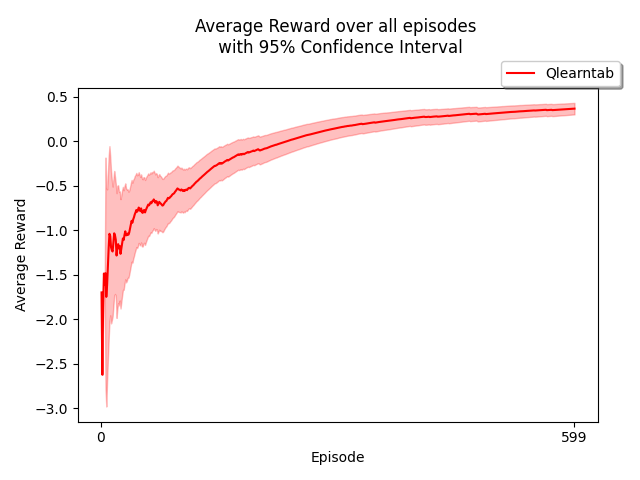 Average Reward over all episodes
with 95% Confidence Interval
Qlearntab
0.5
0.0
−0.5
−1.0
−1.5
−2.0
−2.5
−3.0
Average Reward
0
599
Episode